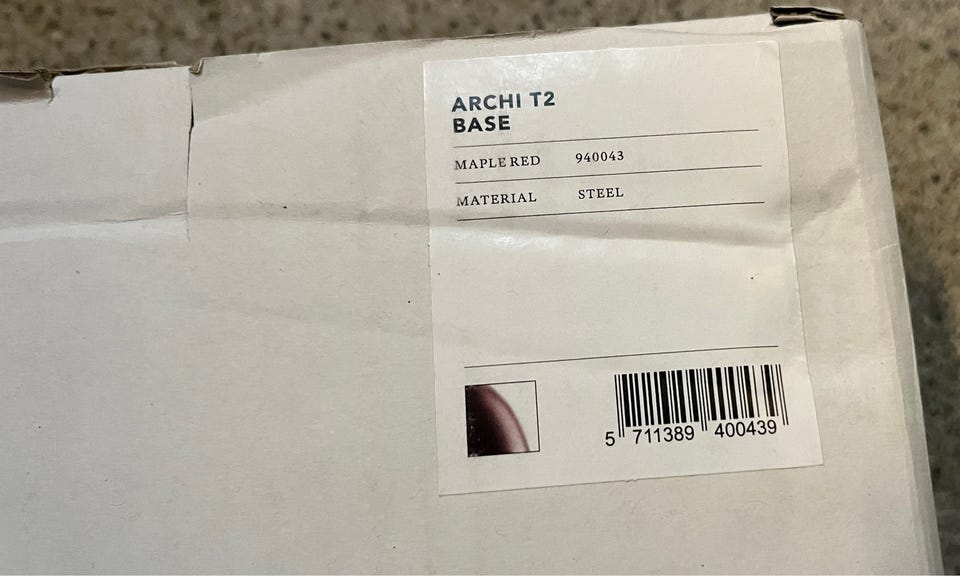 ARCHI T2
BASE
MAPLE RED 940043
MATERIAL STEEL
5 711389 400439